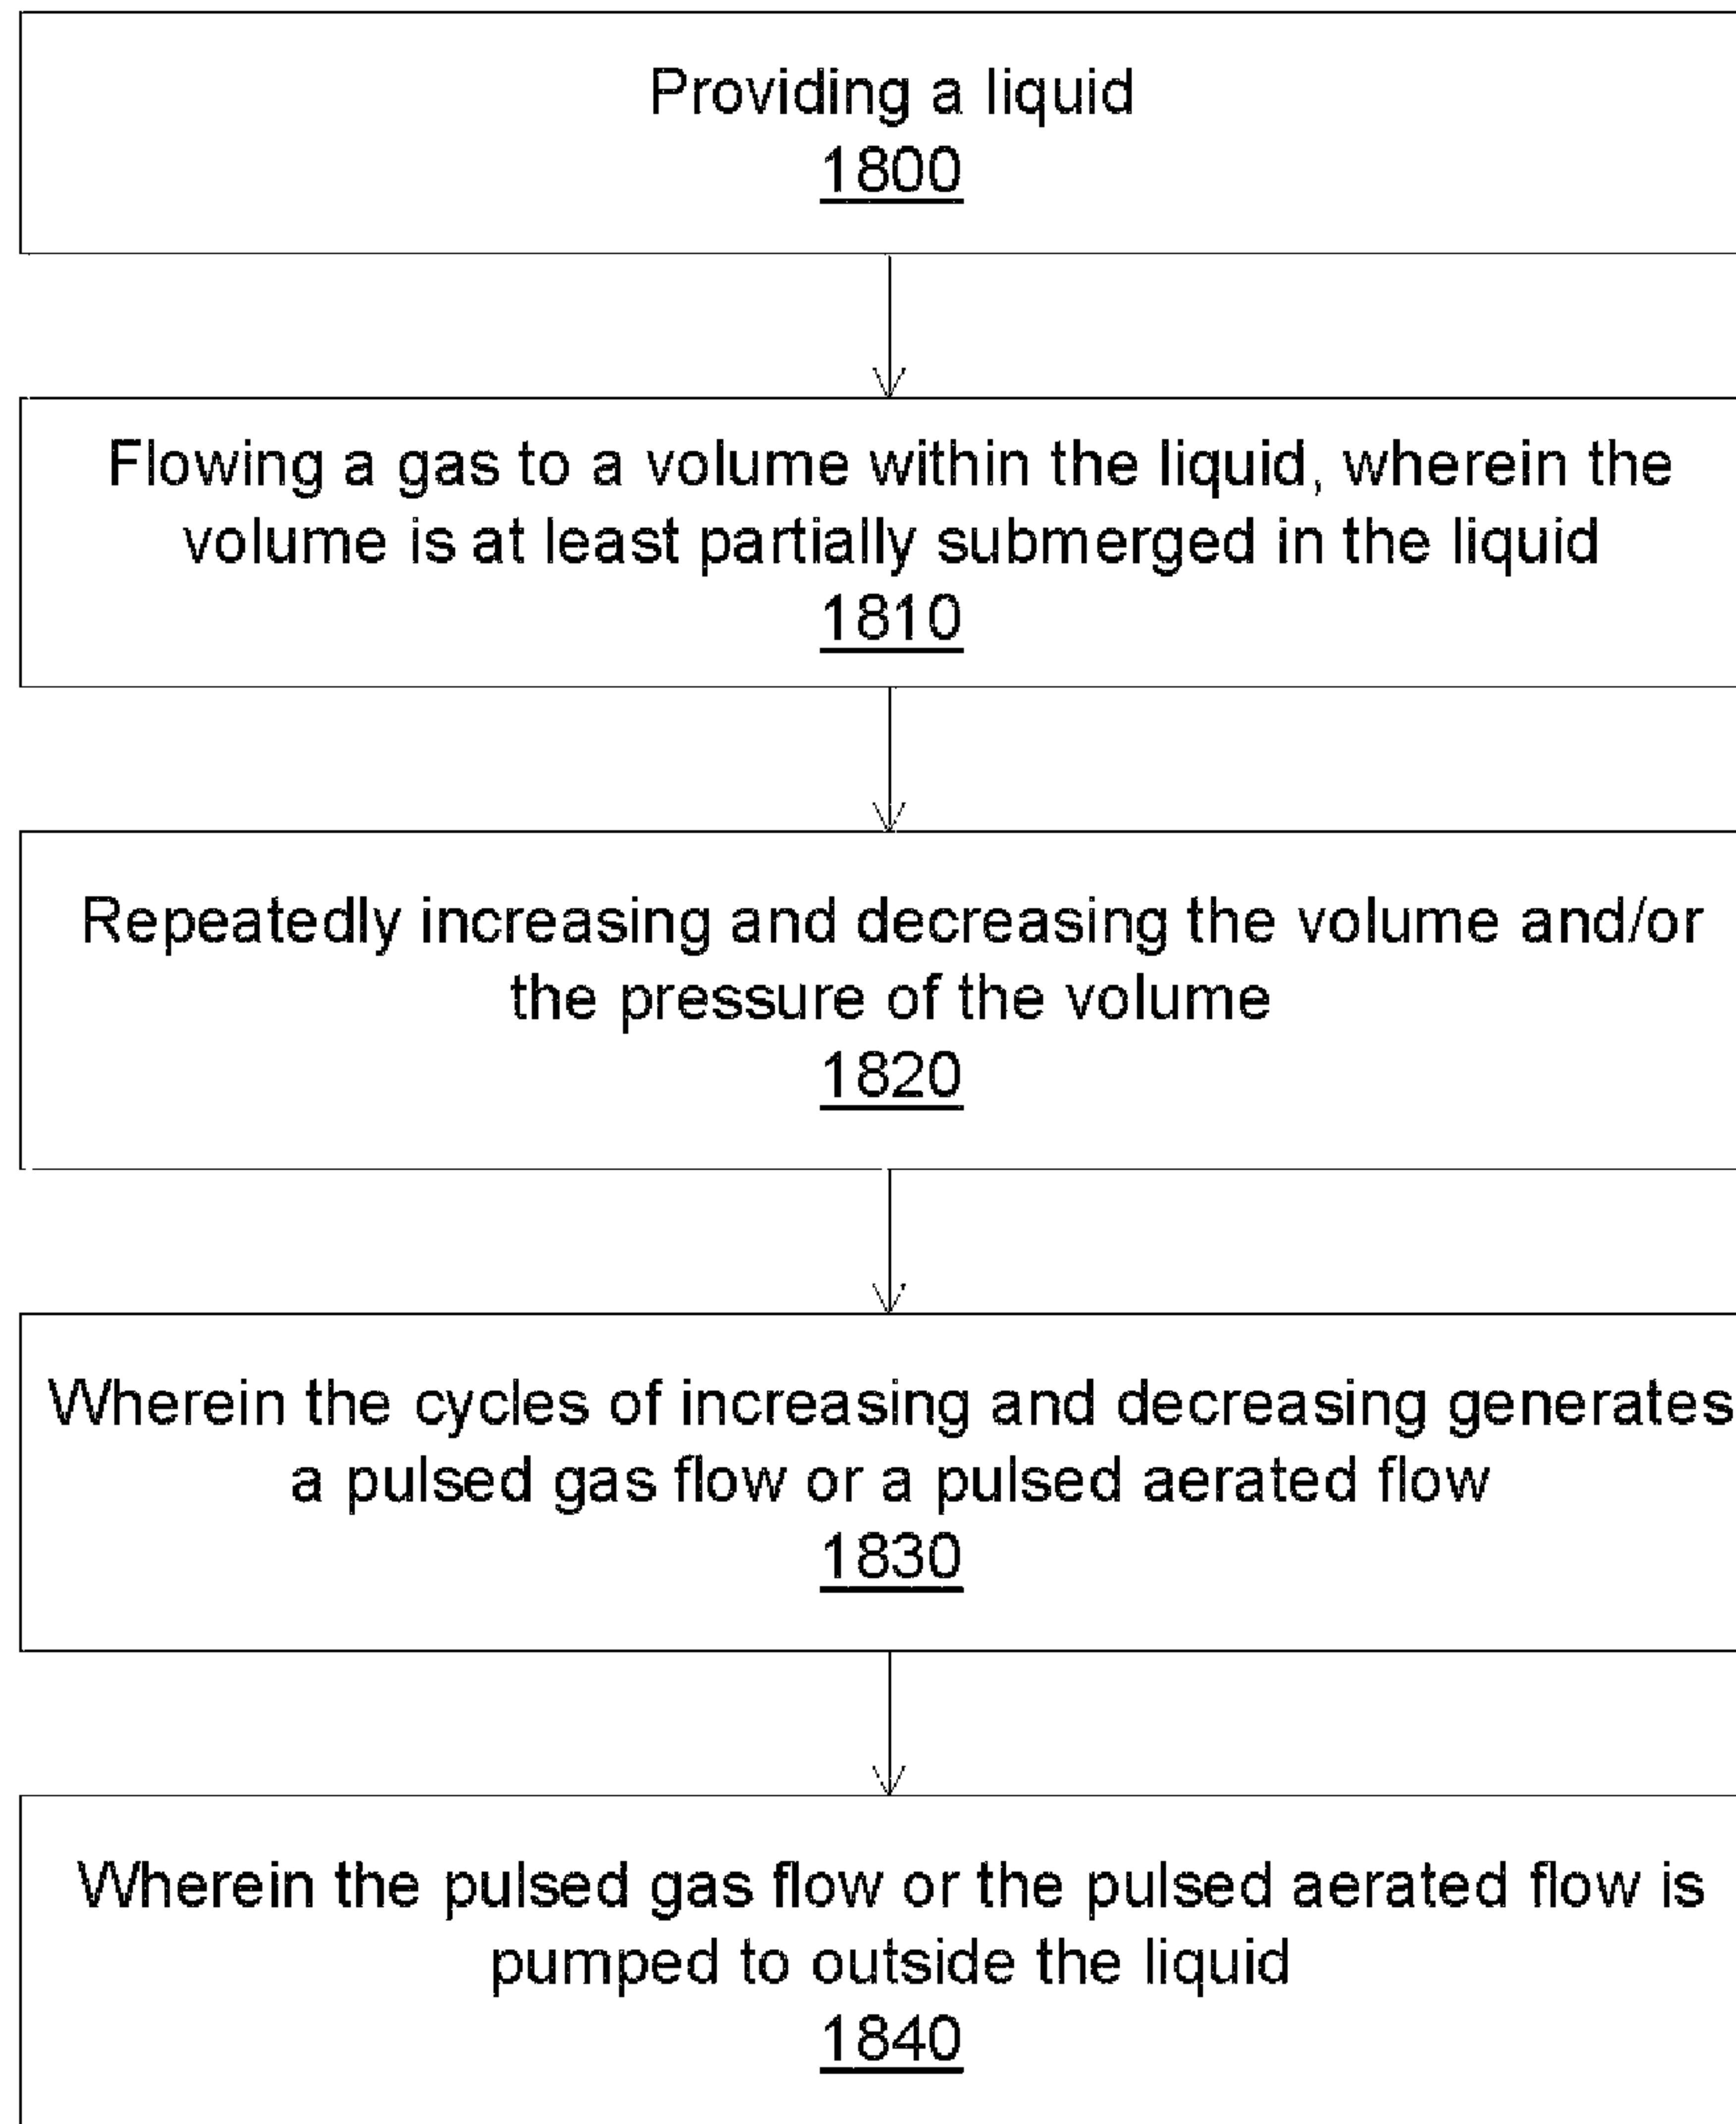 Providing a liquid
1800
Flowing a gas to a volume within the liquid, wherein the
volume is at least partially submerged in the liquid
1810
Repeatedly increasing and decreasing the volume and/or
the pressure of the volume
1820
Wherein the cycles of increasing and decreasing generates
a pulsed gas flow or a pulsed aerated flow
1830
Wherein the pulsed gas flow or the pulsed aerated flow is
pumped to outside the liquid
1840